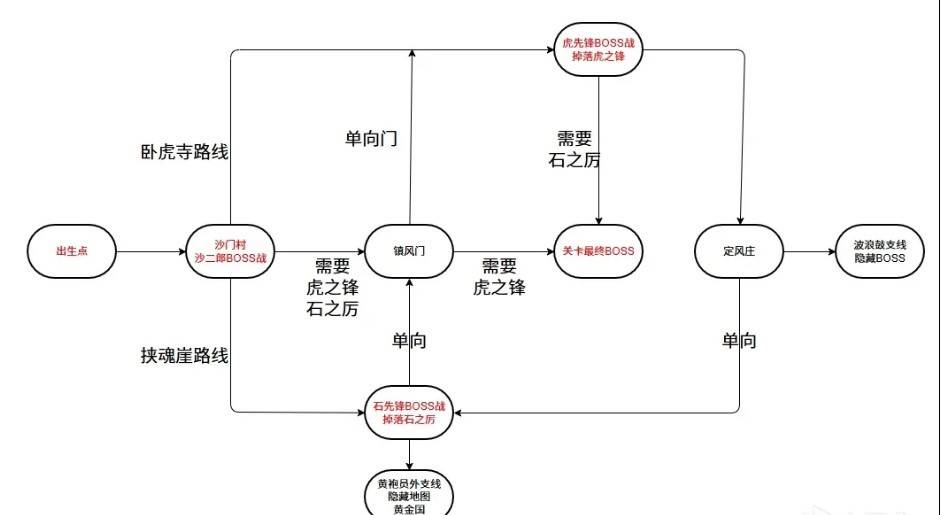 虎先锋BOSS战
掉落虎之锋
单向门
需要
石之厉
卧虎寺路线
出生点
沙门村
沙二郎BOSS战
镇风门
关卡最终BOSS
定风庄
波浪鼓支线
隐藏BOSS
需要
虎之锋
石之厉
需要
虎之锋
挟魂崖路线
单向
单向
石先锋BOSS战
掉落石之厉
黄袍员外支线
隐藏地图
黄金国